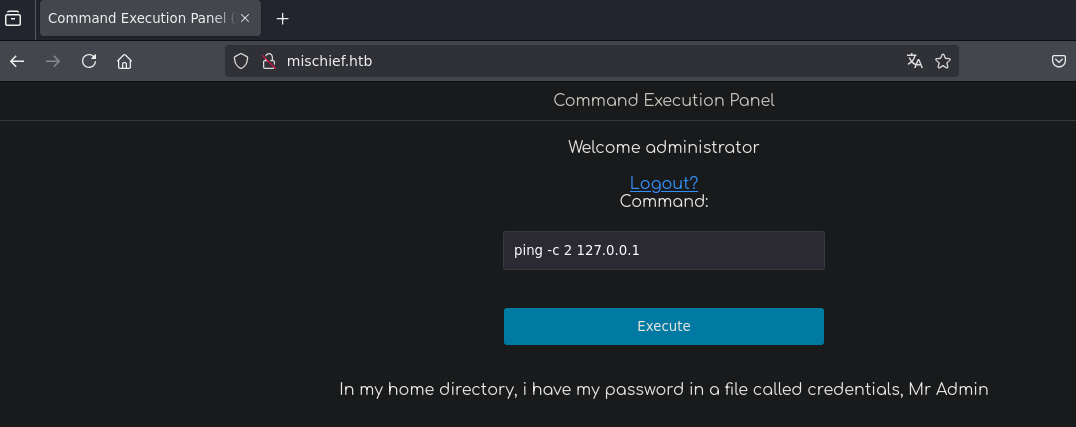 Command Execution Panel (
mischief.htb
Command Execution Panel
Welcome administrator
Logout?
Command:
ping -c 2 127.0.0.1
Execute
In my home directory, i have my password in a file called credentials, Mr Admin